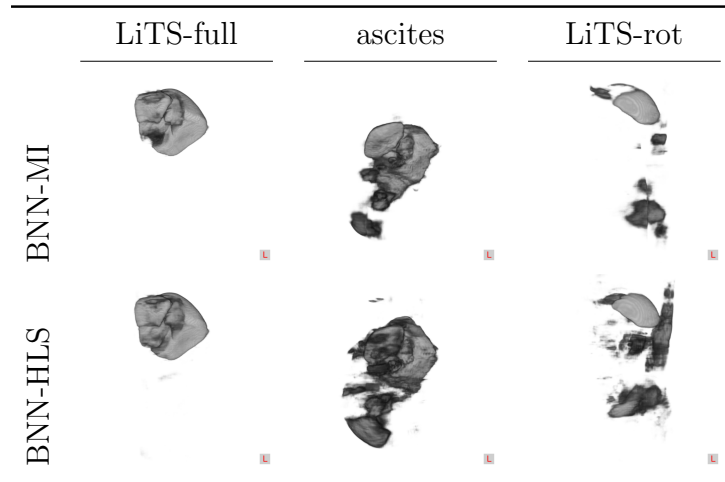 LiTS-full ascites LiTS-rot
BNN-MI
L L L
BNN-HLS
L L L